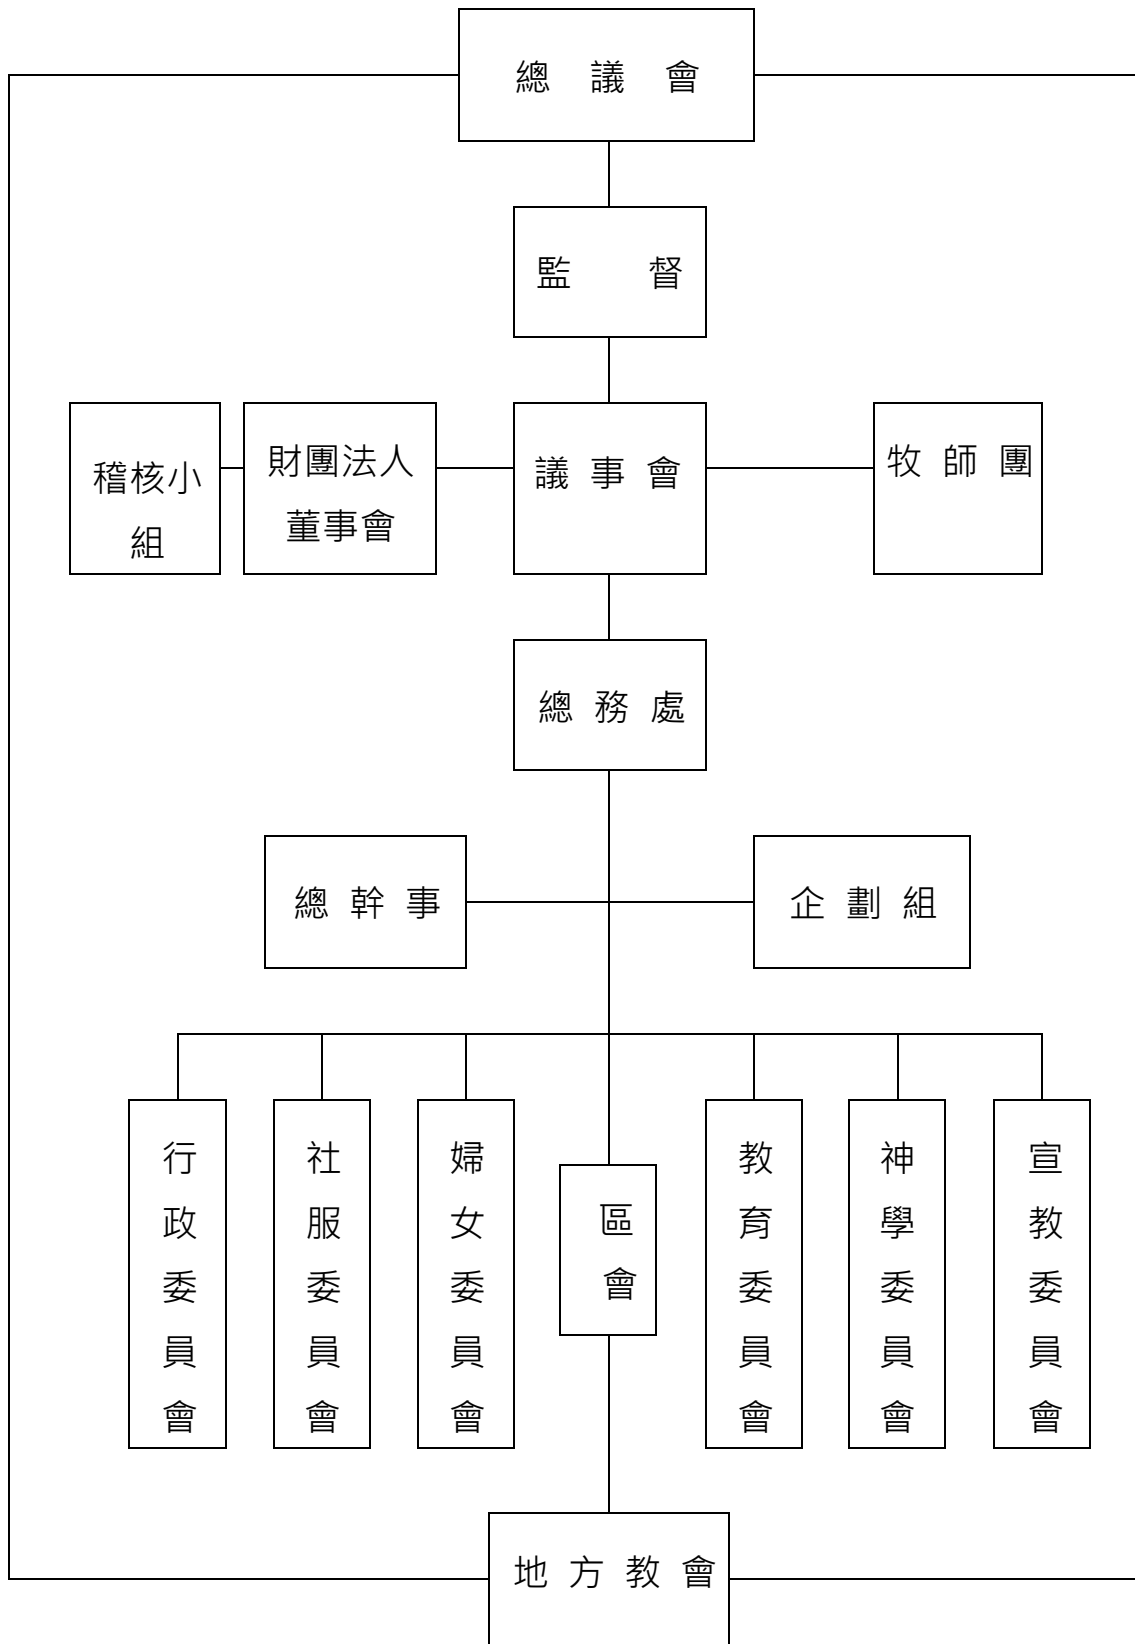 總 議 會
監 督
稽核小
組
財團法人
董事會
議 事 會
牧 師 團
總 務 處
總 幹 事
企 劃 組
行政委員會
社服委員會
婦女委員會
區會
教育委員會
神學委員會
宣教委員會
地 方 教 會